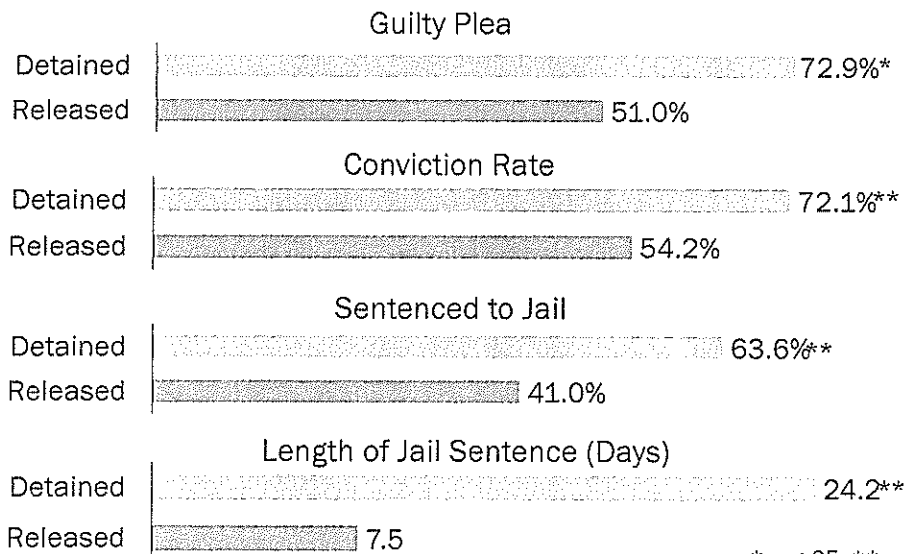 Guilty Plea
Detained 72.9%*
Released 51.0%
Conviction Rate
Detained 72.1%**
Released 54.2%
Sentenced to Jail
Detained 63.6%**
Released 41.0%
Length of Jail Sentence (Days)
Detained 24.2**
Released 7.5